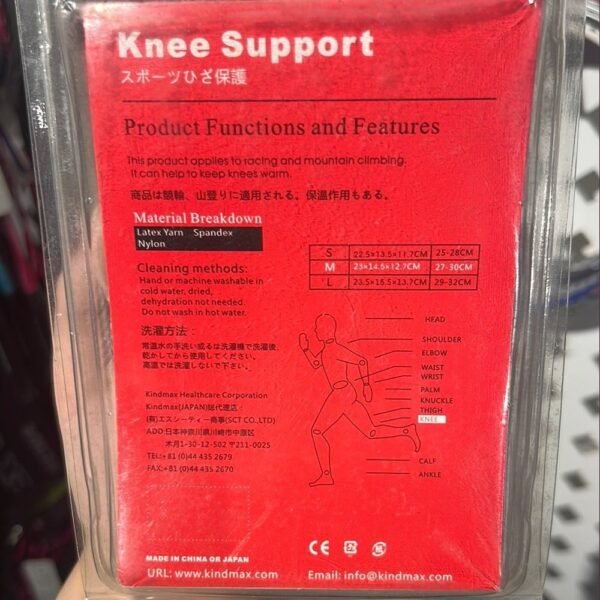 Knee Support
スポーツひざ保護
Product Functions and Features
This product applies to racing and mountain climbing.
It can help to keep knees warm.
商品は競輪、山登りに適用される。保温作用もある。
Material Breakdown
Latex Yarn Spandex
Nylon
Cleaning methods:
Hand or machine washable in
cold water, dried,
dehydration not needed.
Do not wash in hot water.
洗濯方法：
常温水の手洗い或るは洗濯機で洗濯後,
乾かしてから使用してください。
高温では洗濯しないで下さい。
S 22.5×13.5×11.7CM 25-28CM
M 23×14.5×12.7CM 27-30CM
L 23.5×15.5×13.7CM 29-32CM
HEAD
SHOULDER
ELBOW
WAIST
WRIST
PALM
KNUCKLE
THIGH
KNEE
CALF
ANKLE
Kindmax Healthcare Corporation
Kindmax(JAPAN)総代理店：
(有)エスシーティー商事(SCT CO.,LTD)
ADD:日本神奈川県川崎市中原区
木月1-30-12-502 〒211-0025
TEL:+81 (0)44 435 2679
FAX:+81 (0)44 435 2670
CE
MADE IN CHINA OR JAPAN
URL: www.kindmax.com Email: info@kindmax.com